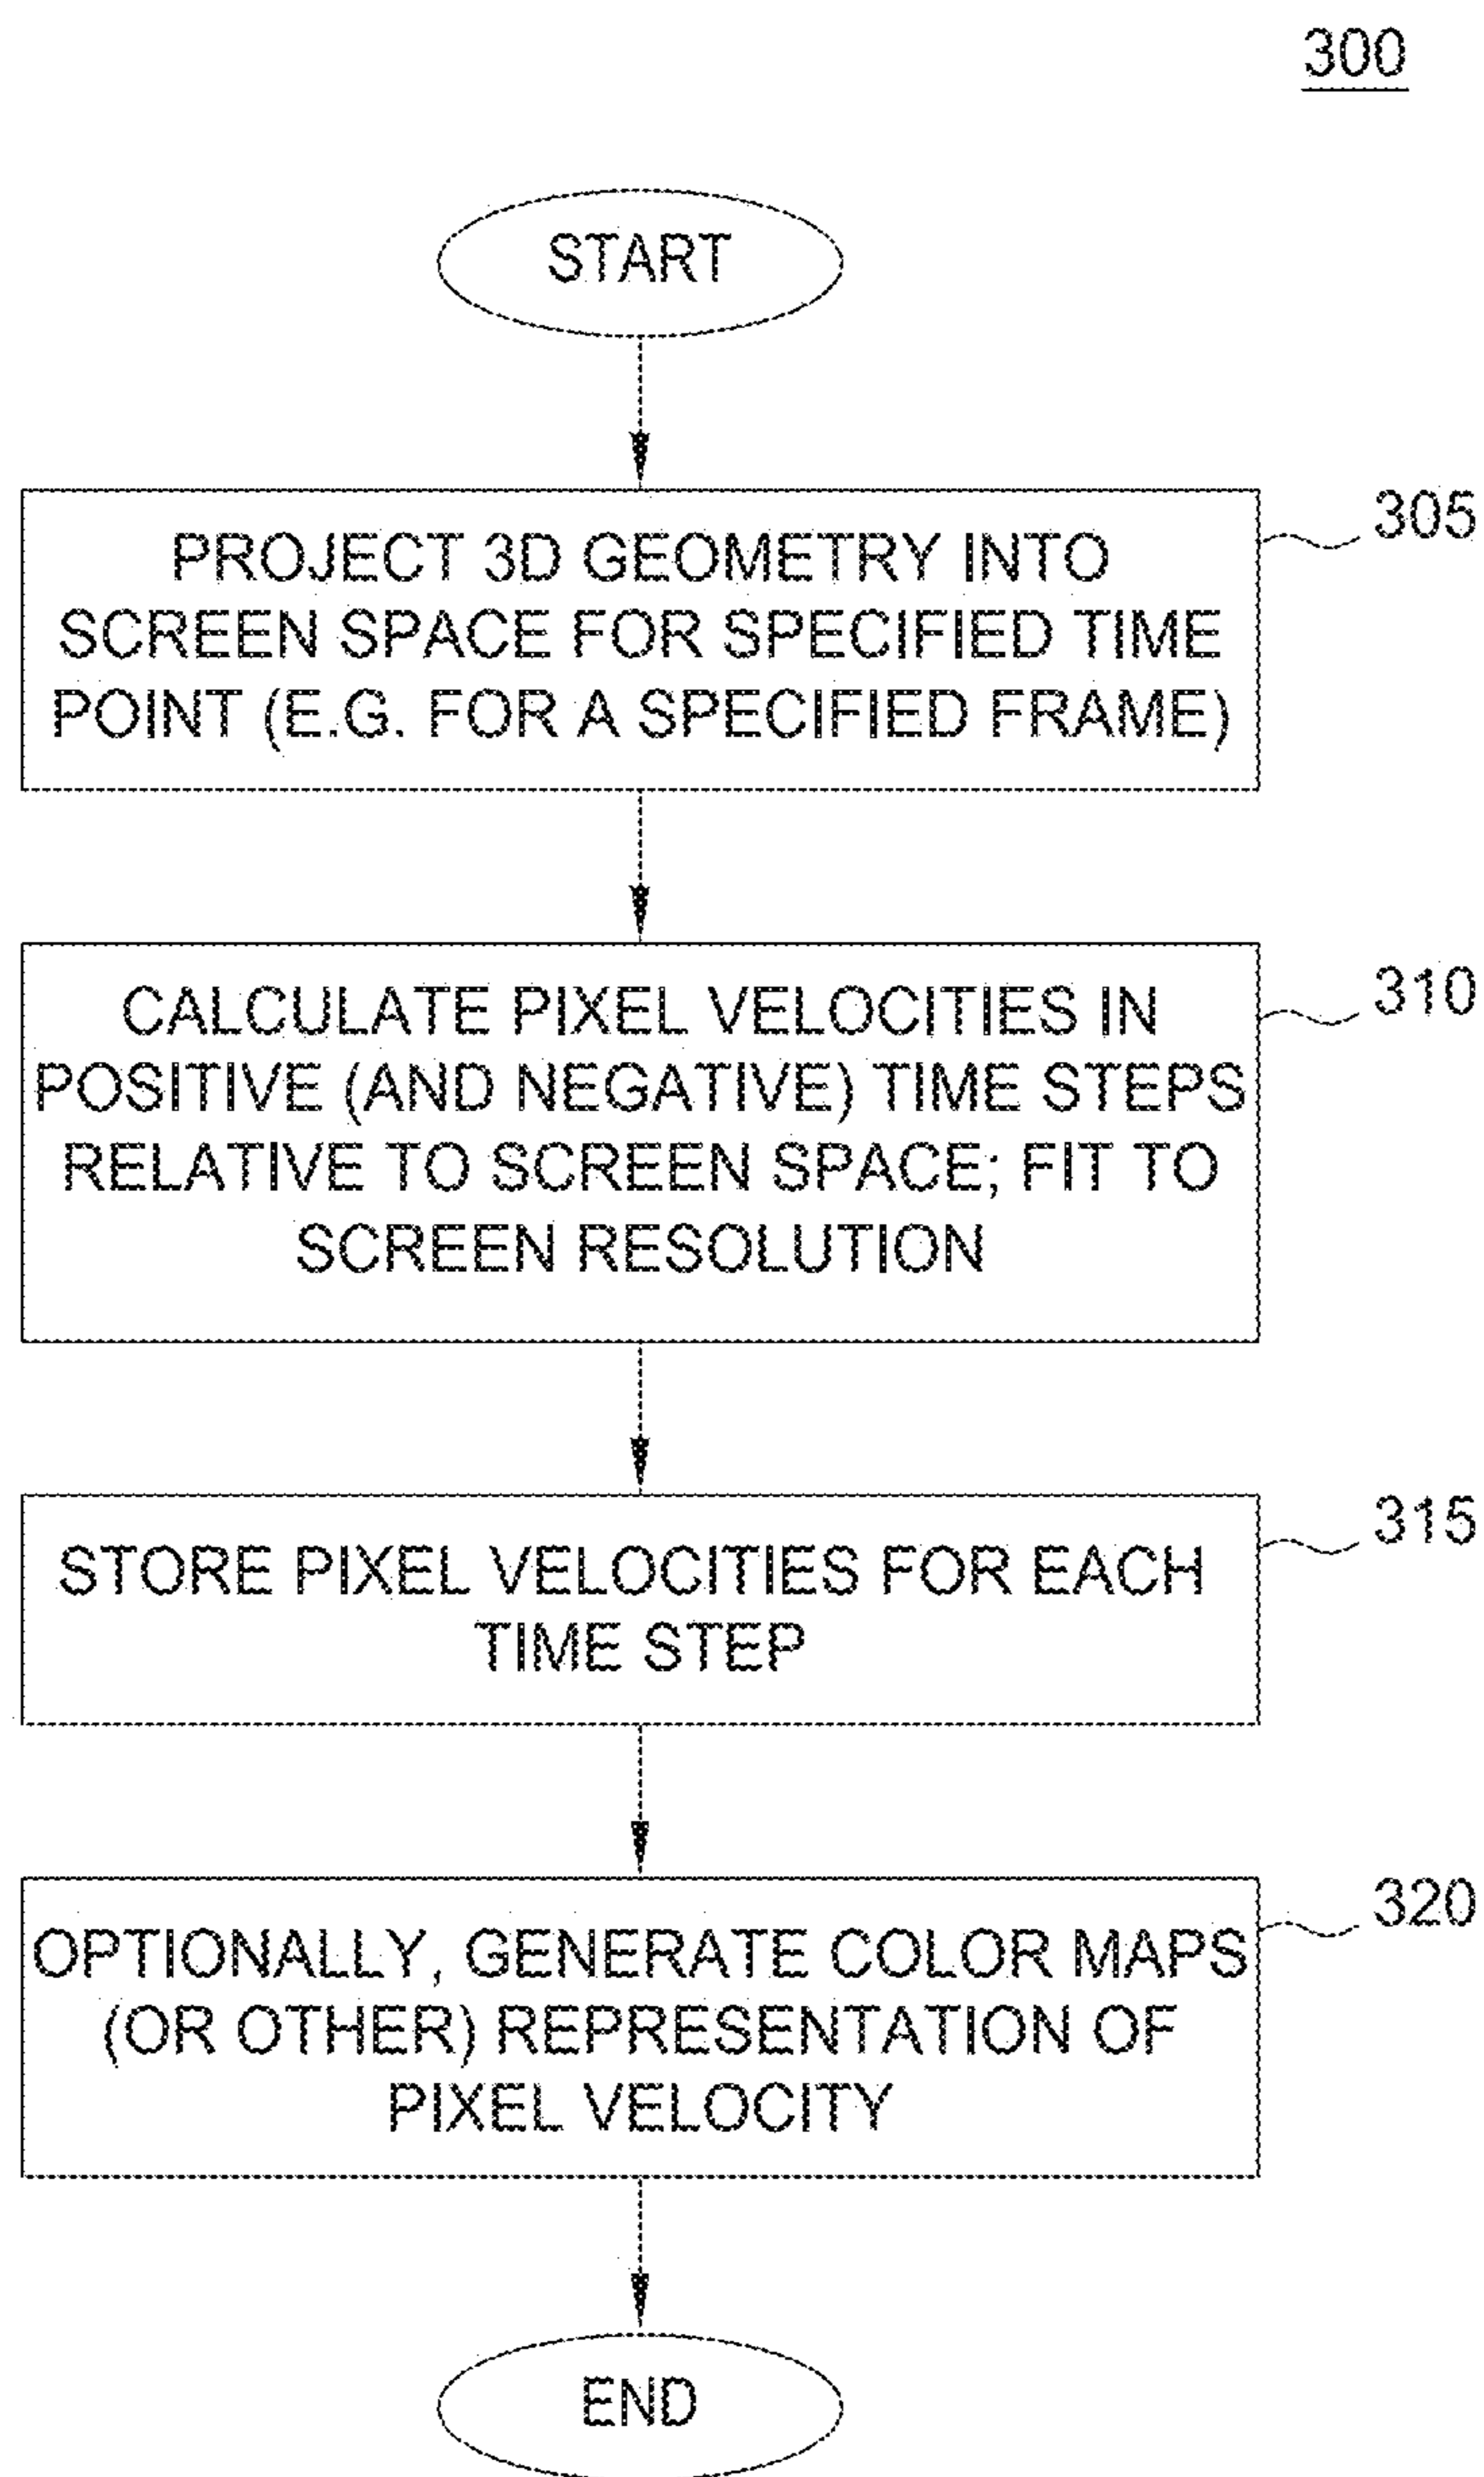 300
START
PROJECT 3D GEOMETRY INTO
SCREEN SPACE FOR SPECIFIED TIME
POINT (E.G. FOR A SPECIFIED FRAME)
305
CALCULATE PIXEL VELOCITIES IN
POSITIVE (AND NEGATIVE) TIME STEPS
RELATIVE TO SCREEN SPACE; FIT TO
SCREEN RESOLUTION
310
STORE PIXEL VELOCITIES FOR EACH
TIME STEP
315
OPTIONALLY, GENERATE COLOR MAPS
(OR OTHER) REPRESENTATION OF
PIXEL VELOCITY
320
END